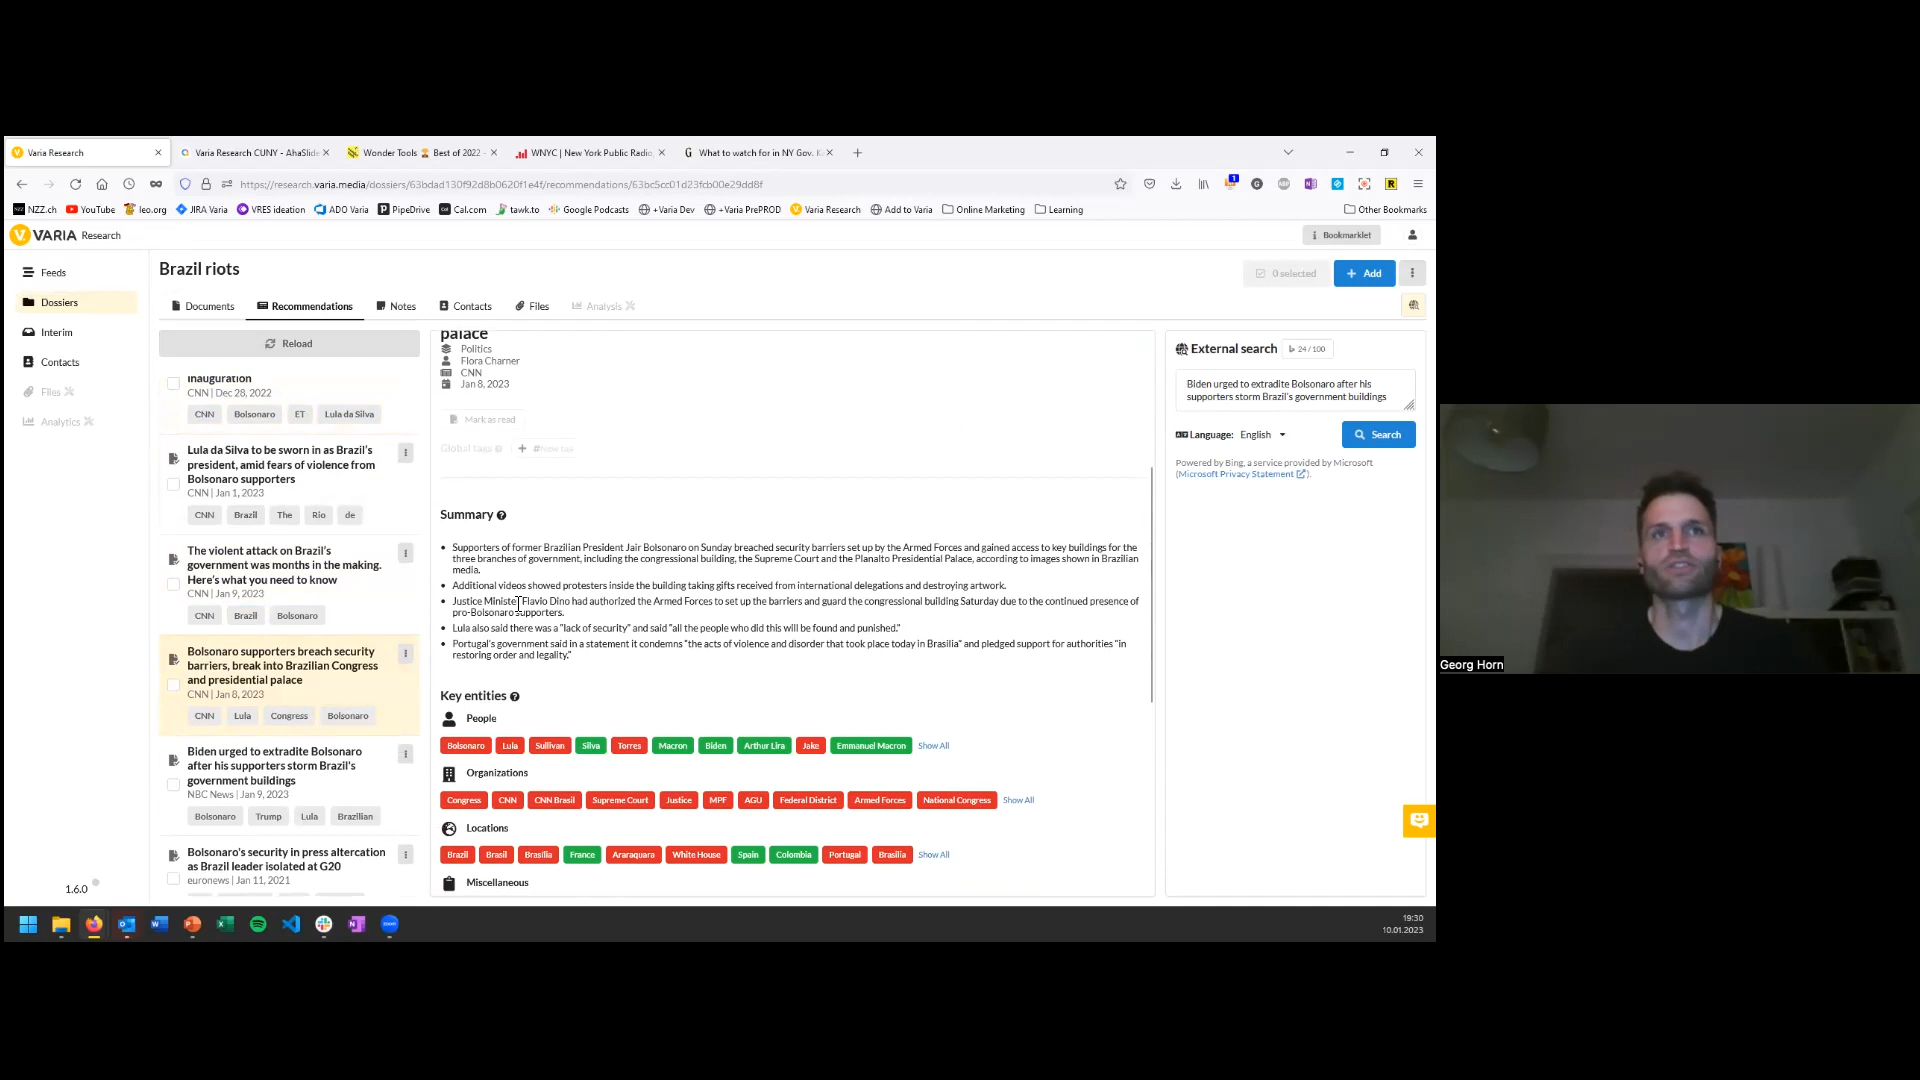 Varia Research
Varia Research CUNY - AhaSlide
Wonder Tools ⏳ Best of 2022 -
WNYC | New York Public Radio,
G What to watch for in NY Gov. K
https://research.varia.media/dossiers/63bdad130f92d8b0620f1e4f/recommendations/63bc5cc01d23fcb00e29dd8f
NZZ.ch YouTube leo.org JIRA Varia VRES ideation ADO Varia PipeDrive Cal.com tawk.to Google Podcasts +Varia Dev +Varia PrePROD Varia Research Add to Varia Online Marketing Learning Other Bookmarks
VARIA Research
Bookmarklet
Feeds
Dossiers
Interim
Contacts
Files
Analytics
1.6.0
Brazil riots
0 selected
+ Add
Documents Recommendations Notes Contacts Files Analysis
Reload
inauguration
CNN | Dec 28, 2022
CNN Bolsonaro ET Lula da Silva
Lula da Silva to be sworn in as Brazil's
president, amid fears of violence from
Bolsonaro supporters
CNN | Jan 1, 2023
CNN Brazil The Rio de
The violent attack on Brazil's
government was months in the making.
Here's what you need to know
CNN | Jan 9, 2023
CNN Brazil Bolsonaro
Bolsonaro supporters breach security
barriers, break into Brazilian Congress
and presidential palace
CNN | Jan 8, 2023
CNN Lula Congress Bolsonaro
Biden urged to extradite Bolsonaro
after his supporters storm Brazil's
government buildings
NBC News | Jan 9, 2023
Bolsonaro Trump Lula Brazilian
Bolsonaro's security in press altercation
as Brazil leader isolated at G20
euronews | Jan 11, 2021
palace
Politics
Flora Charner
CNN
Jan 8, 2023
Mark as read
Global tags + #New tag
Summary
• Supporters of former Brazilian President Jair Bolsonaro on Sunday breached security barriers set up by the Armed Forces and gained access to key buildings for the
three branches of government, including the congressional building, the Supreme Court and the Planalto Presidential Palace, according to images shown in Brazilian
media.
• Additional videos showed protesters inside the building taking gifts received from international delegations and destroying artwork.
• Justice Ministe Flavio Dino had authorized the Armed Forces to set up the barriers and guard the congressional building Saturday due to the continued presence of
pro-Bolsonaro supporters.
• Lula also said there was a "lack of security" and said "all the people who did this will be found and punished."
• Portugal's government said in a statement it condemns "the acts of violence and disorder that took place today in Brasilia" and pledged support for authorities "in
restoring order and legality."
Key entities
People
Bolsonaro Lula Sullivan Silva Torres Macron Biden Arthur Lira Jake Emmanuel Macron Show All
Organizations
Congress CNN CNN Brasil Supreme Court Justice MPF AGU Federal District Armed Forces National Congress Show All
Locations
Brazil Brasil Brasília France Araraquara White House Spain Colombia Portugal Brasilia Show All
Miscellaneous
External search 24 / 100
Biden urged to extradite Bolsonaro after his
supporters storm Brazil's government buildings
Language: English
Search
Powered by Bing, a service provided by Microsoft
(Microsoft Privacy Statement ).
19:30
10.01.2023
Georg Horn